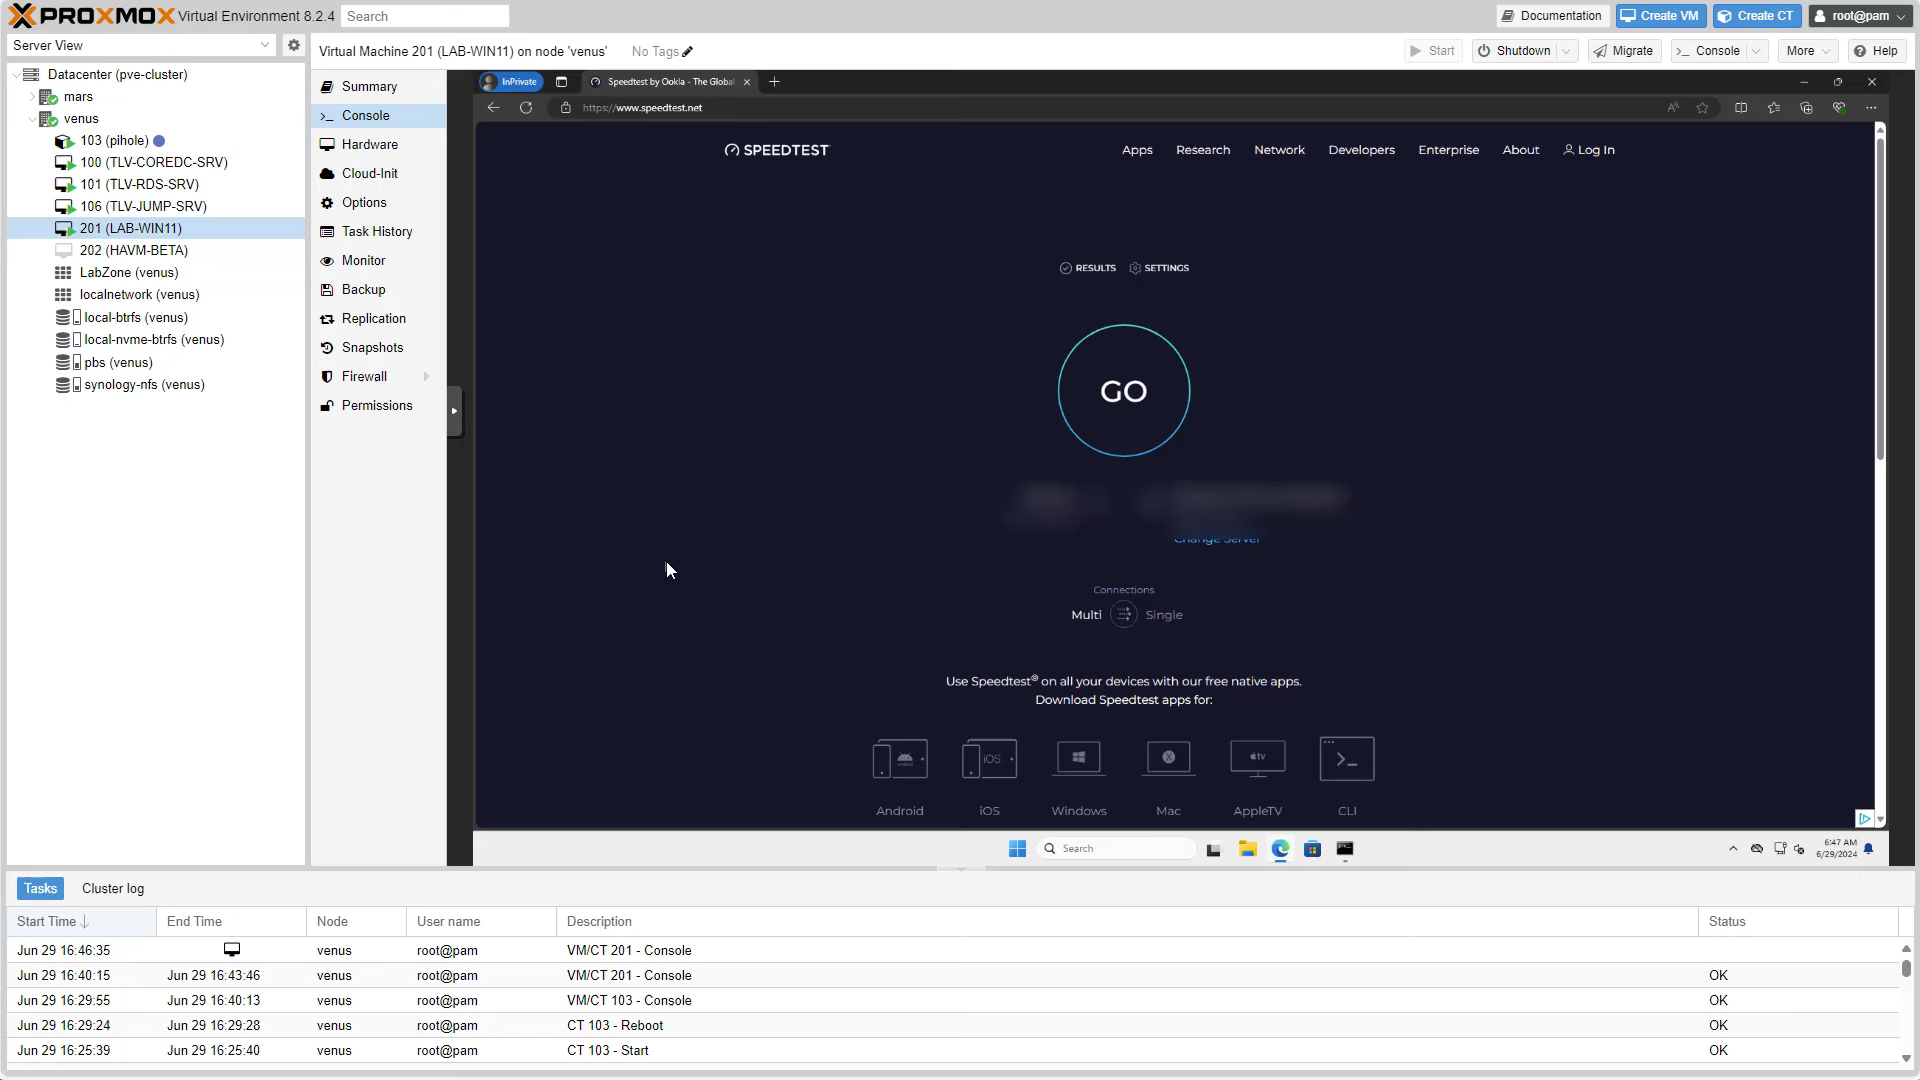 PROXMOX Virtual Environment 8.2.4 Search
Documentation Create VM Create CT root@pam
Server View
Virtual Machine 201 (LAB-WIN11) on node 'venus' No Tags
Start Shutdown Migrate Console More Help
Datacenter (pve-cluster)
mars
venus
103 (pihole)
100 (TLV-COREDC-SRV)
101 (TLV-RDS-SRV)
106 (TLV-JUMP-SRV)
201 (LAB-WIN11)
202 (HAVM-BETA)
LabZone (venus)
localnetwork (venus)
local-btrfs (venus)
local-nvme-btrfs (venus)
pbs (venus)
synology-nfs (venus)
Summary
Console
Hardware
Cloud-Init
Options
Task History
Monitor
Backup
Replication
Snapshots
Firewall
Permissions
InPrivate Speedtest by Ookla - The Global
https://www.speedtest.net
SPEEDTEST Apps Research Network Developers Enterprise About Log In
RESULTS SETTINGS
GO
Change Server
Connections
Multi Single
Use Speedtest® on all your devices with our free native apps.
Download Speedtest apps for:
android iOS tv
Android iOS Windows Mac AppleTV CLI
Search
6:47 AM
6/29/2024
Tasks Cluster log
Start Time End Time Node User name Description Status
Jun 29 16:46:35 venus root@pam VM/CT 201 - Console
Jun 29 16:40:15 Jun 29 16:43:46 venus root@pam VM/CT 201 - Console OK
Jun 29 16:29:55 Jun 29 16:40:13 venus root@pam VM/CT 103 - Console OK
Jun 29 16:29:24 Jun 29 16:29:28 venus root@pam CT 103 - Reboot OK
Jun 29 16:25:39 Jun 29 16:25:40 venus root@pam CT 103 - Start OK